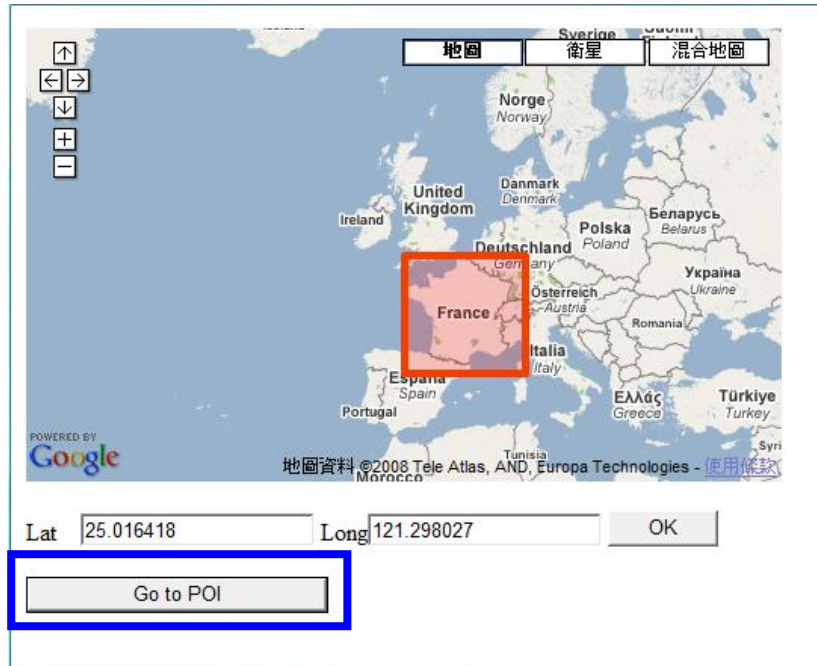 Sverige
地圖
衛星
混合地圖
Norge
Norway
United
Kingdom
Danmark
Denmark
Ireland
Беларусь
Belarus
Polska
Poland
Deutschland
Germany
Україна
Ukraine
Österreich
Austria
France
Romania
Italia
Italy
España
Spain
Portugal
Ελλάς
Greece
Türkiye
Turkey
POWERED BY
Google
Tunisia
地圖資料 ©2008 Tele Atlas, AND, Europa Technologies - 使用條款
Morocco
Lat 25.016418 Long 121.298027 OK
Go to POI